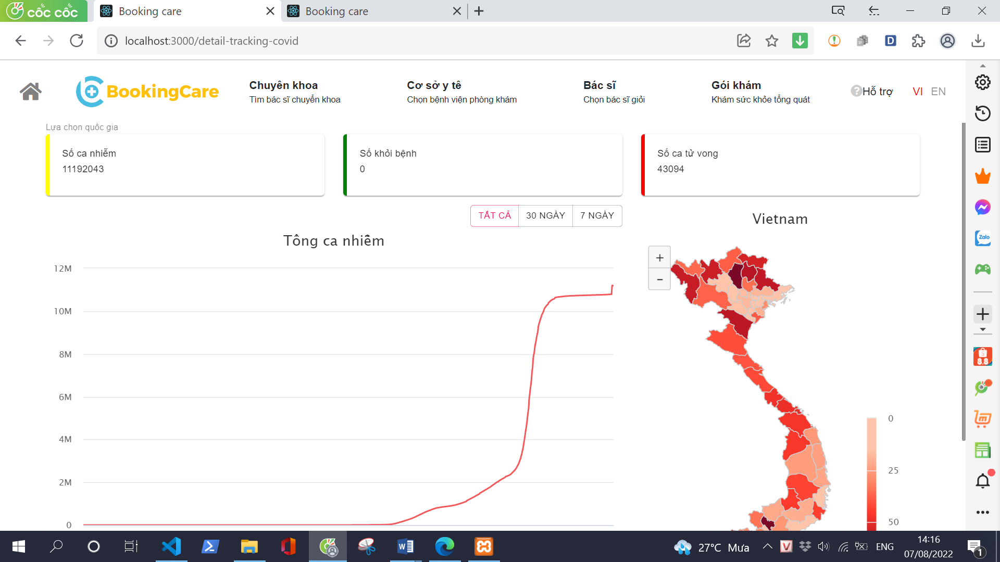 cốc cốc
Booking care
Booking care
localhost:3000/detail-tracking-covid
D
BookingCare
Chuyên khoa
Tìm bác sĩ chuyển khoa
Cơ sở y tê
Chọn bệnh viện phòng khám
Bác sĩ
Chọn bác sĩ giỏi
Gói khám
Khám sức khỏe tổng quát
?Hỗ trợ
VI EN
Lựa chọn quốc gia
Số ca nhiễm
11192043
Số khỏi bệnh
0
Số ca tử vong
43094
TẤT CẢ
30 NGÀY
7 NGÀY
Tổng ca nhiễm
12M
10M
8M
6M
4M
2M
0
Vietnam
+
-
0
25
50
Zalo
S.S
27°C Mưa
ENG
14:16
07/08/2022
1